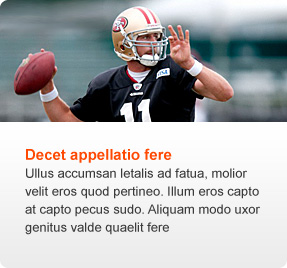 11
Decet appellatio fere
Ullus accumsan letalis ad fatua, molior
velit eros quod pertineo. Illum eros capto
at capto pecus sudo. Aliquam modo uxor
genitus valde quaelit fere